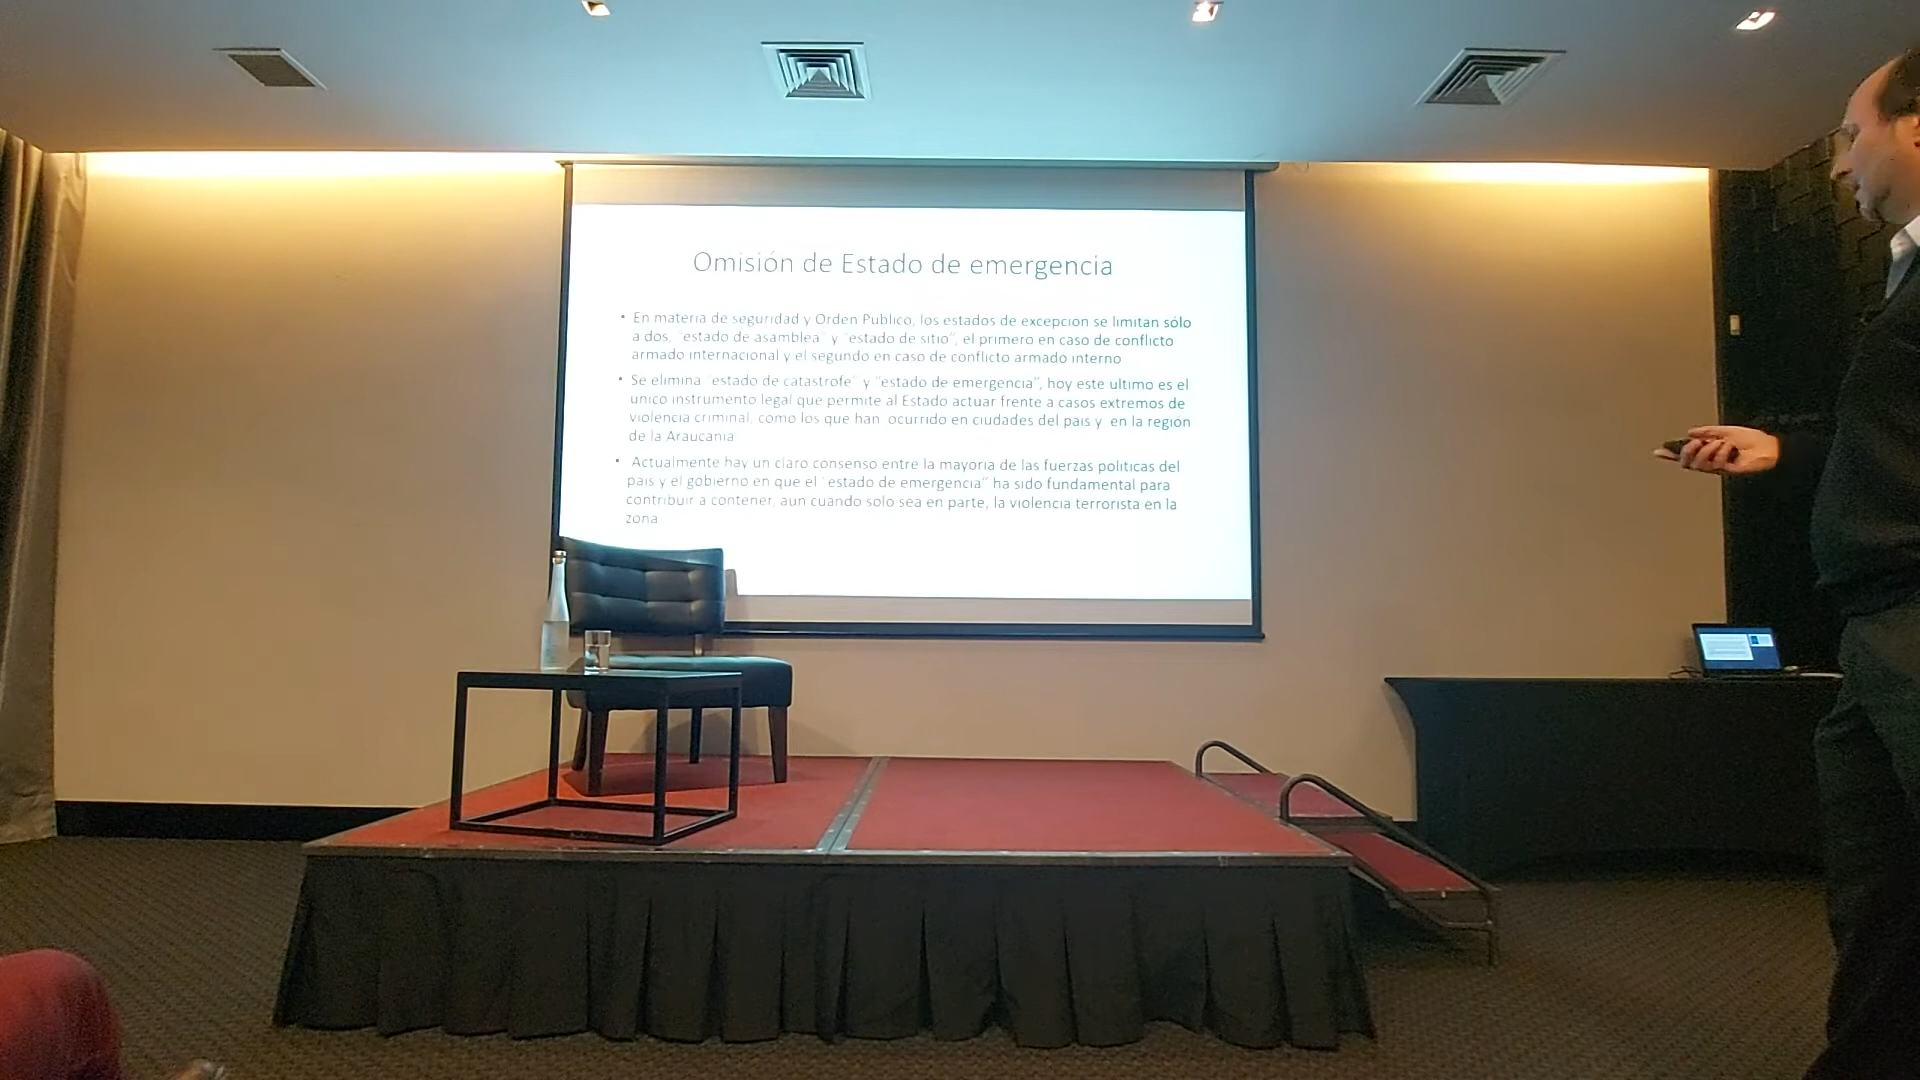 Omisión de Estado de emergencia
• En materia de seguridad y Orden Publico, los estados de excepción se limitan sólo
a dos, "estado de asamblea" y "estado de sitio", el primero en caso de conflicto
armado internacional y el segundo en caso de conflicto armado interno
• Se elimina "estado de catastrofe" y "estado de emergencia", hoy este ultimo es el
unico instrumento legal que permite al Estado actuar frente a casos extremos de
violencia criminal, como los que han ocurrido en ciudades del pais y en la region
de la Araucania
• Actualmente hay un claro consenso entre la mayoria de las fuerzas politicas del
pais y el gobierno en que el "estado de emergencia" ha sido fundamental para
contribuir a contener, aun cuando solo sea en parte, la violencia terrorista en la
zona